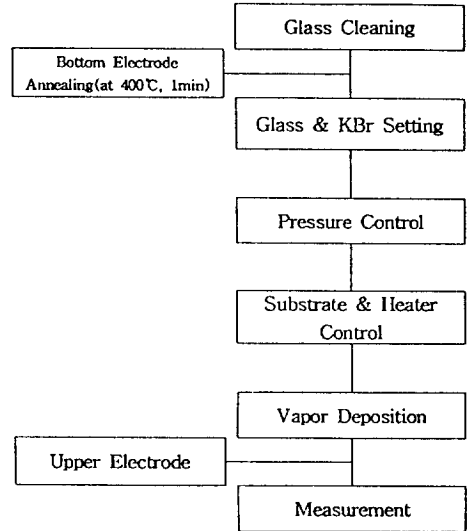 Glass Cleaning
Bottom Electrode
Annealing(at 400℃, 1min)
Glass & KBr Setting
Pressure Control
Substrate & Heater
Control
Vapor Deposition
Upper Electrode
Measurement